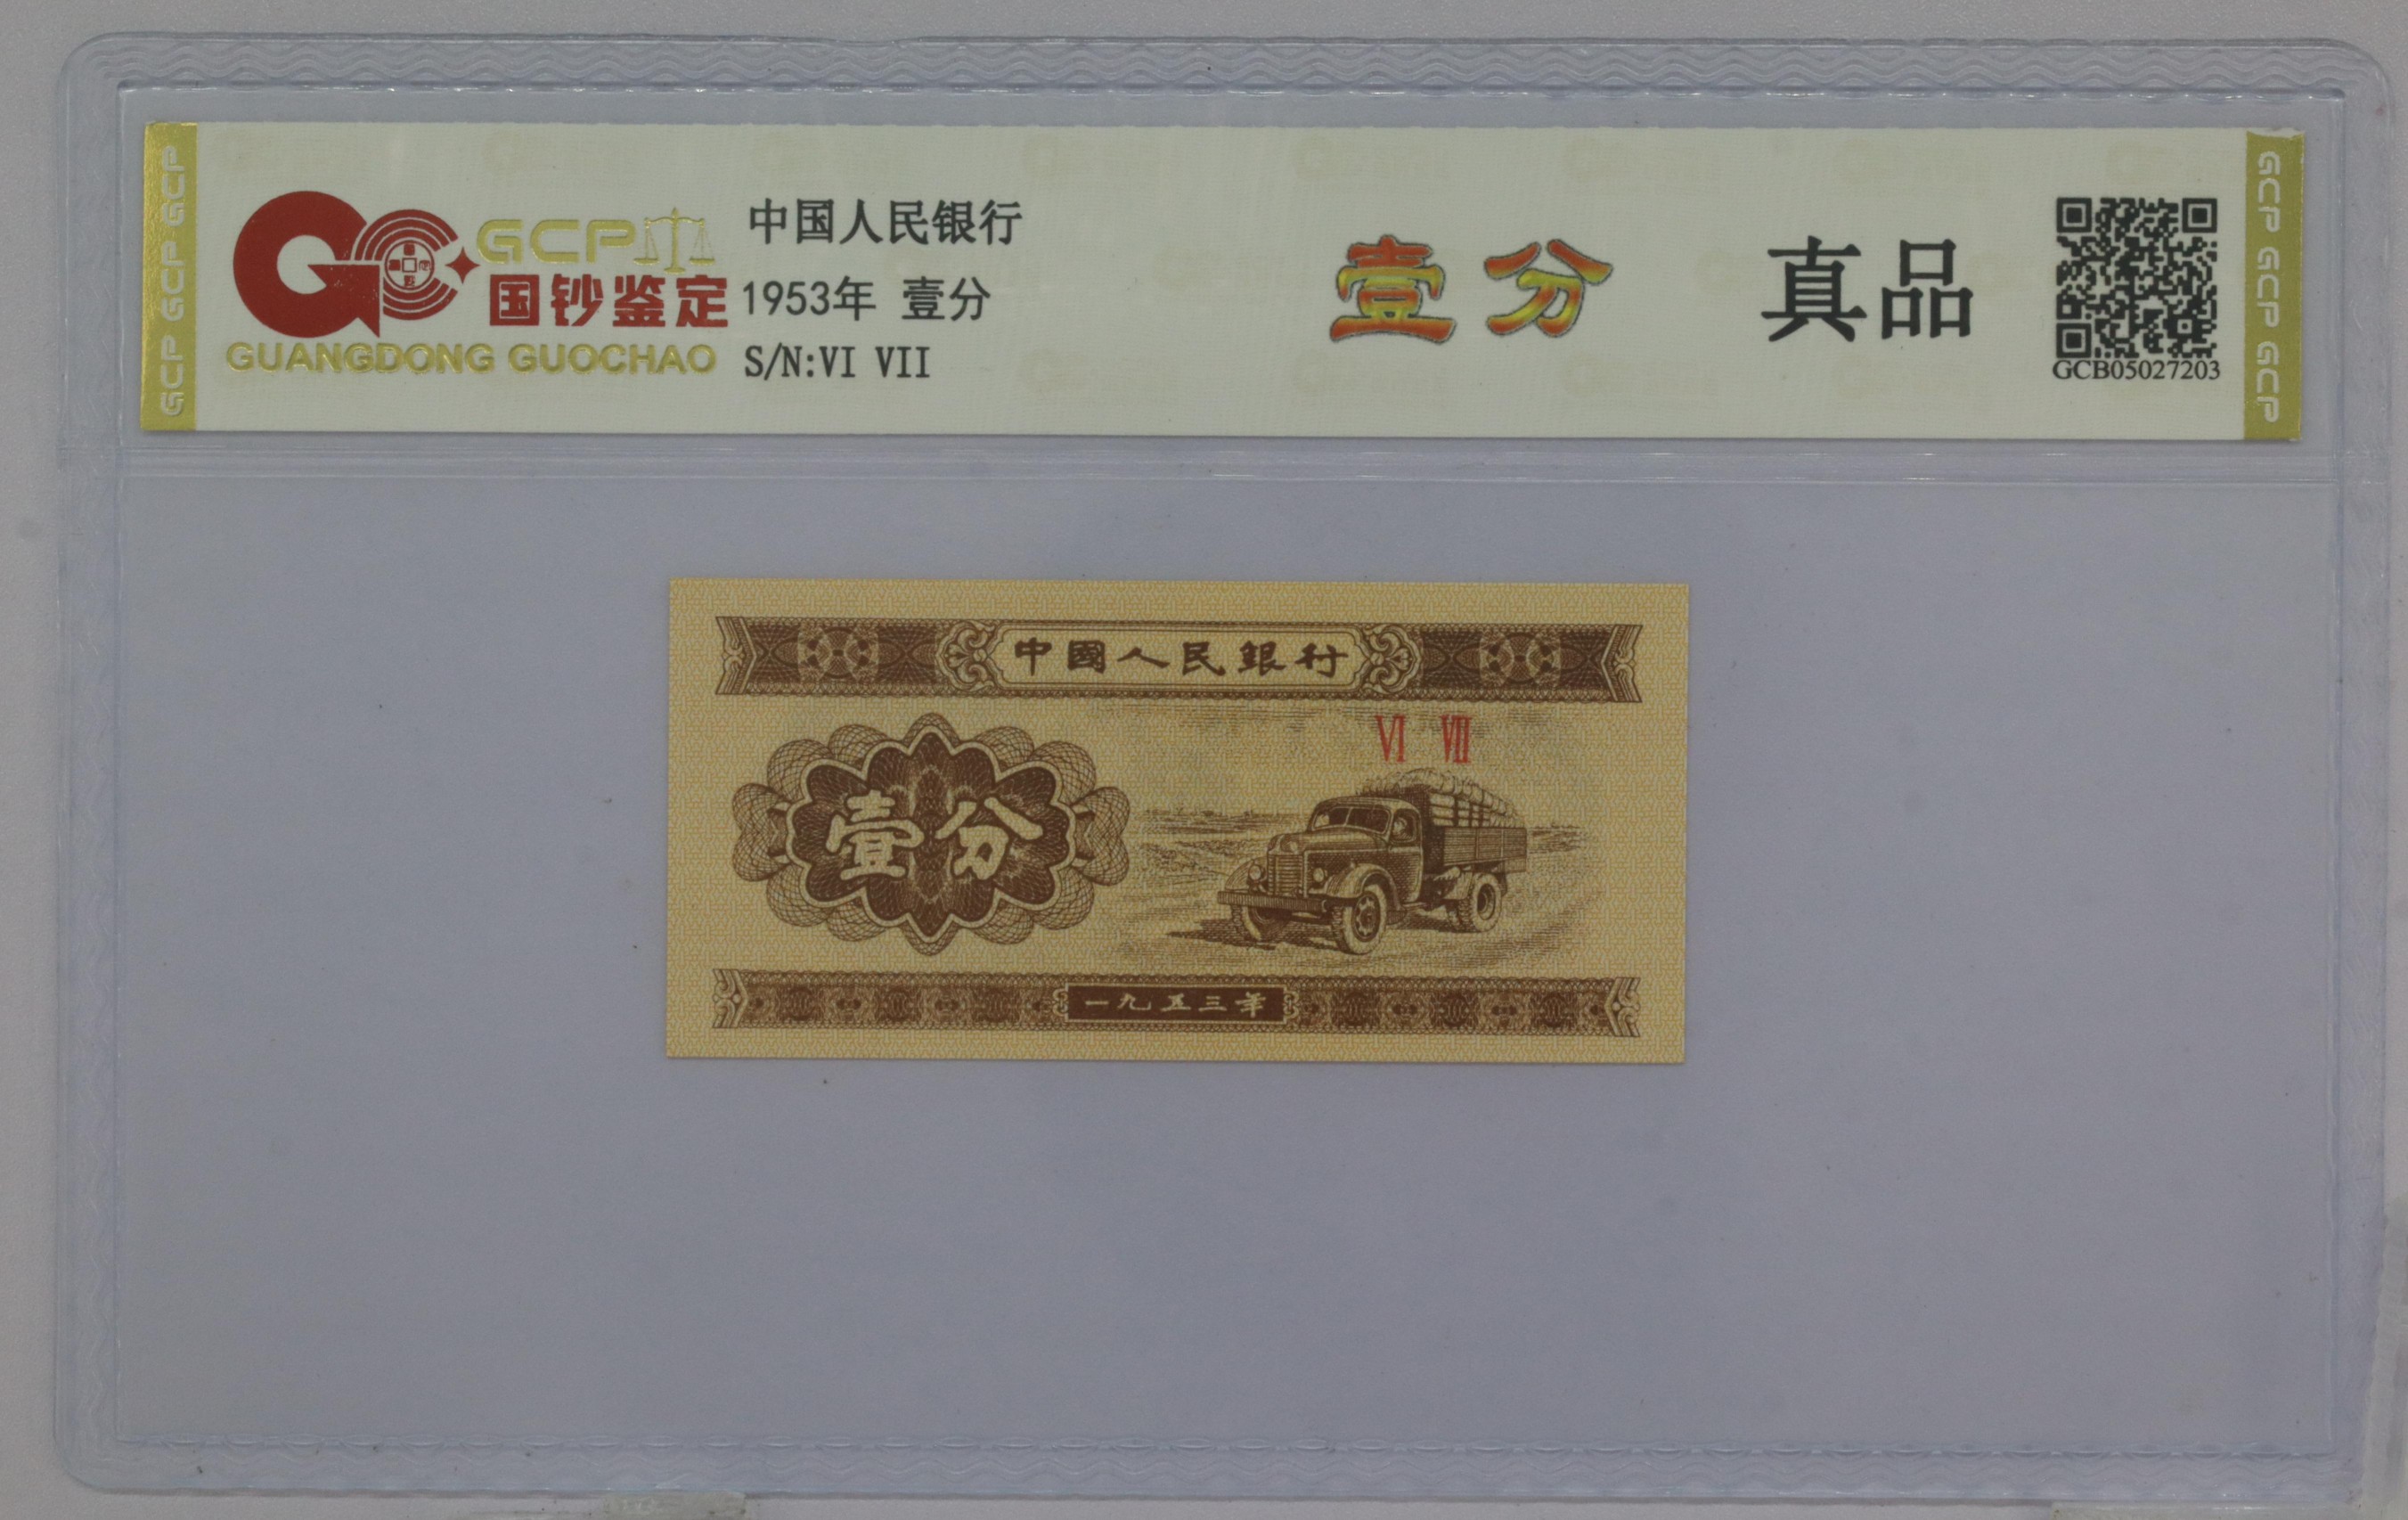 GCP GCP GCP
GCP
国钞鉴定
GUANGDONG GUOCHAO
中国人民银行
1953年 壹分
S/N:VI VII
壹分
真品
GCB05027203
GCP GCP GCP
中國人民銀行
VI VII
壹分
一九五三年